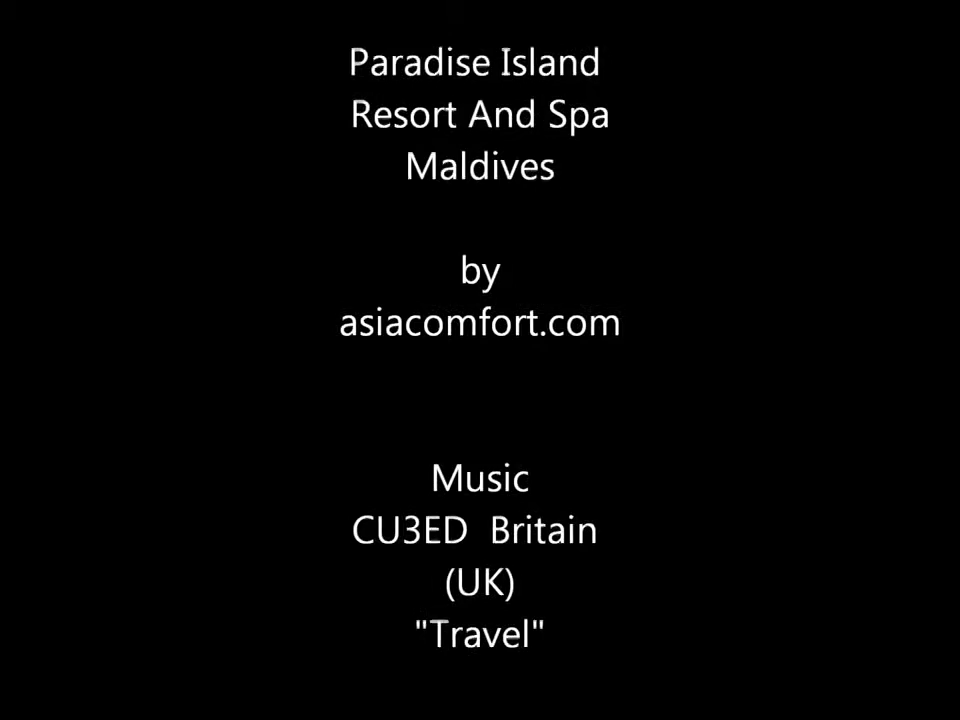 Paradise Island
Resort And Spa
Maldives
by
asiacomfort.com
Music
CU3ED  Britain
(UK)
"Travel"